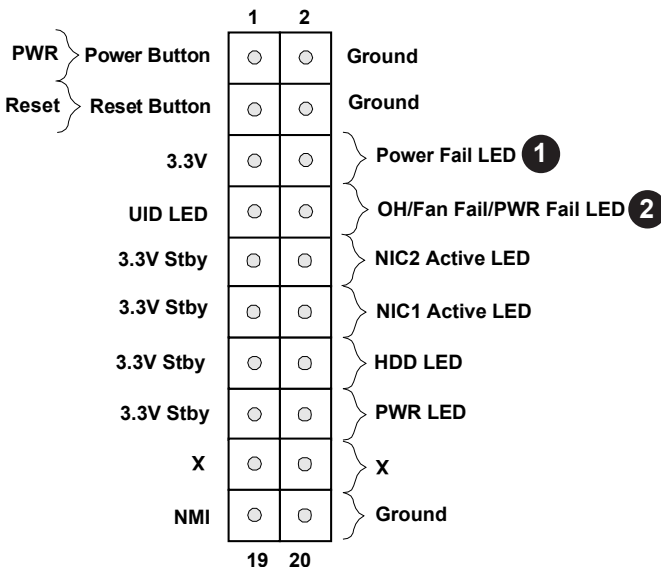 1 2
PWR Power Button Ground
Reset Reset Button Ground
3.3V Power Fail LED 1
UID LED OH/Fan Fail/PWR Fail LED 2
3.3V Stby NIC2 Active LED
3.3V Stby NIC1 Active LED
3.3V Stby HDD LED
3.3V Stby PWR LED
X X
NMI Ground
19 20